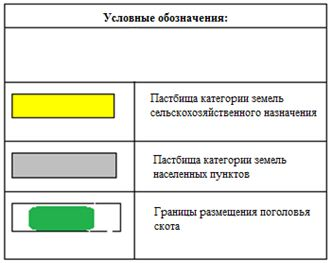 Условные обозначения:
Пастбища категории земель
сельскохозяйственного назначения
Пастбища категории земель
населенных пунктов
Границы размещения поголовья
скота